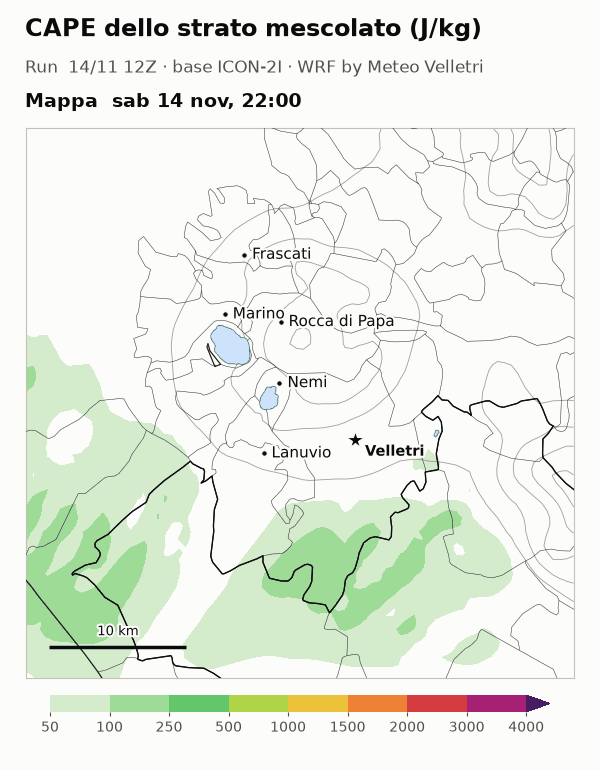 CAPE dello strato mescolato (J/kg)
Run  14/11 12Z · base ICON-2I · WRF by Meteo Velletri
Mappa  sab 14 nov, 22:00
Frascati
Marino
Rocca di Papa
Nemi
Velletri
Lanuvio
10 km
50 100 250 500 1000 1500 2000 3000 4000